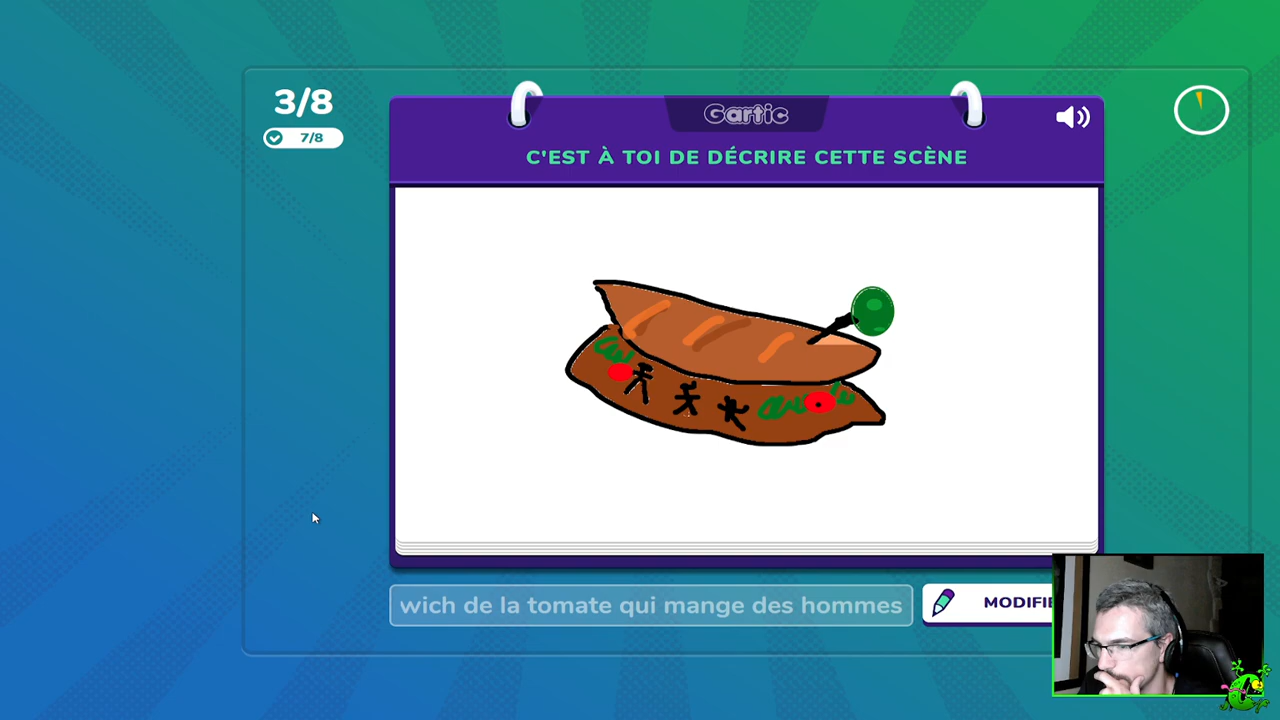 3/8
7/8
Gartic
C'EST À TOI DE DÉCRIRE CETTE SCÈNE
wich de la tomate qui mange des hommes
MODIFIE